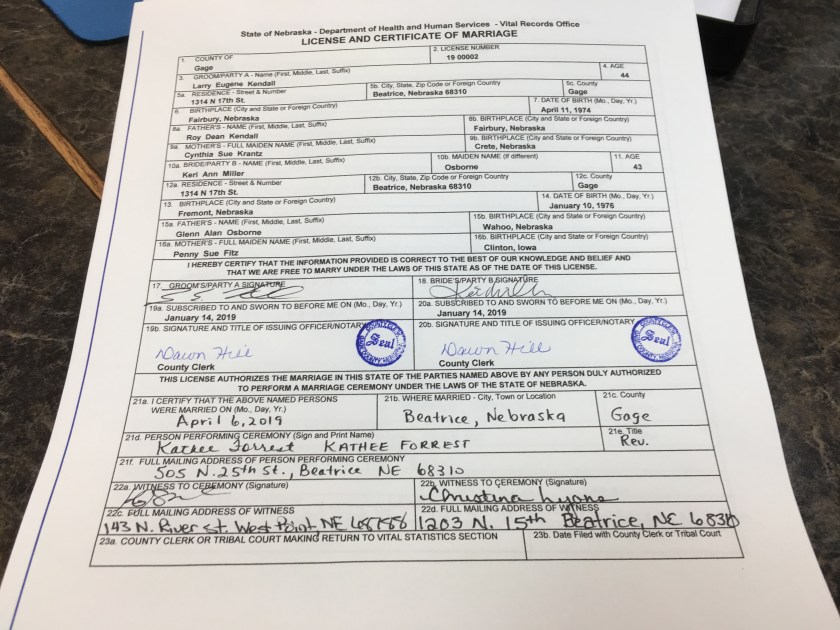 State of Nebraska - Department of Health and Human Services - Vital Records Office
LICENSE AND CERTIFICATE OF MARRIAGE
1. COUNTY OF
Gage
2. LICENSE NUMBER
19 00002
3. GROOM/PARTY A - Name (First, Middle, Last, Suffix)
Larry Eugene Kendall
4. AGE
44
5a. RESIDENCE - Street & Number
1314 N 17th St.
5b. City, State, Zip Code or Foreign Country)
Beatrice, Nebraska 68310
5c. County
Gage
6. BIRTHPLACE (City and State or Foreign Country)
Fairbury, Nebraska
7. DATE OF BIRTH (Mo., Day, Yr.)
April 11, 1974
8a. FATHER'S - NAME (First, Middle, Last, Suffix)
Roy Dean Kendall
8b. BIRTHPLACE (City and State or Foreign Country)
Fairbury, Nebraska
9a. MOTHER'S - FULL MAIDEN NAME (First, Middle, Last, Suffix)
Cynthia Sue Krantz
9b. BIRTHPLACE (City and State or Foreign Country)
Crete, Nebraska
10a. BRIDE/PARTY B - NAME (First, Middle, Last, Suffix)
Keri Ann Miller
10b. MAIDEN NAME (If different)
Osborne
11. AGE
43
12a. RESIDENCE - Street & Number
1314 N 17th St.
12b. City, State, Zip Code or Foreign Country)
Beatrice, Nebraska 68310
12c. County
Gage
13. BIRTHPLACE (City and State or Foreign Country)
Fremont, Nebraska
14. DATE OF BIRTH (Mo., Day, Yr.)
January 10, 1976
15a. FATHER'S - NAME (First, Middle, Last, Suffix)
Glenn Alan Osborne
15b. BIRTHPLACE (City and State or Foreign Country)
Wahoo, Nebraska
16a. MOTHER'S - FULL MAIDEN NAME (First, Middle, Last, Suffix)
Penny Sue Fitz
16b. BIRTHPLACE (City and State or Foreign Country)
Clinton, Iowa
I HEREBY CERTIFY THAT THE INFORMATION PROVIDED IS CORRECT TO THE BEST OF OUR KNOWLEDGE AND BELIEF AND
THAT WE ARE FREE TO MARRY UNDER THE LAWS OF THIS STATE AS OF THE DATE OF THIS LICENSE.
17. GROOM'S/PARTY A SIGNATURE
18. BRIDE'S/PARTY B SIGNATURE
19a. SUBSCRIBED TO AND SWORN TO BEFORE ME ON (Mo., Day, Yr.)
January 14, 2019
20a. SUBSCRIBED TO AND SWORN TO BEFORE ME ON (Mo., Day, Yr.)
January 14, 2019
19b. SIGNATURE AND TITLE OF ISSUING OFFICER/NOTARY
Dawn Hill
County Clerk
Seal
20b. SIGNATURE AND TITLE OF ISSUING OFFICER/NOTARY
Dawn Hill
County Clerk
Seal
THIS LICENSE AUTHORIZES THE MARRIAGE IN THIS STATE OF THE PARTIES NAMED ABOVE BY ANY PERSON DULY AUTHORIZED
TO PERFORM A MARRIAGE CEREMONY UNDER THE LAWS OF THE STATE OF NEBRASKA.
21a. I CERTIFY THAT THE ABOVE NAMED PERSONS
WERE MARRIED ON (Mo., Day, Yr.)
April 6, 2019
21b. WHERE MARRIED - City, Town or Location
Beatrice, Nebraska
21c. County
Gage
21d. PERSON PERFORMING CEREMONY (Sign and Print Name)
Kathee Forrest KATHEE FORREST
21e. Title
Rev.
21f. FULL MAILING ADDRESS OF PERSON PERFORMING CEREMONY
505 N. 25th St., Beatrice NE 68310
22a. WITNESS TO CEREMONY (Signature)
22b. WITNESS TO CEREMONY (Signature)
Christina Lyons
22c. FULL MAILING ADDRESS OF WITNESS
143 N. River St. West Point, NE 68788
22d. FULL MAILING ADDRESS OF WITNESS
1203 N. 15th Beatrice, NE 68310
23a. COUNTY CLERK OR TRIBAL COURT MAKING RETURN TO VITAL STATISTICS SECTION
23b. Date Filed with County Clerk or Tribal Court